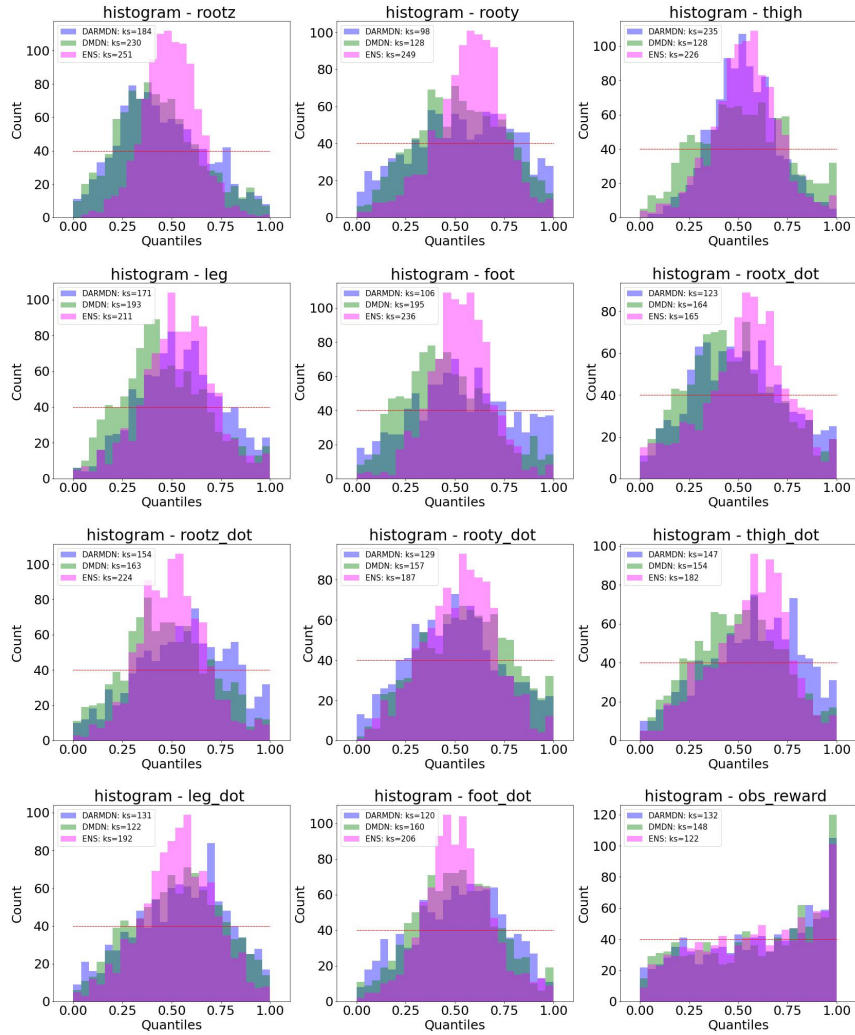 histogram - rootz
DARMDN: ks=184
DMDN: ks=230
ENS: ks=251
Count
100
80
60
40
20
0
0.00 0.25 0.50 0.75 1.00
Quantiles
histogram - rooty
DARMDN: ks=98
DMDN: ks=128
ENS: ks=249
Count
100
80
60
40
20
0
0.00 0.25 0.50 0.75 1.00
Quantiles
histogram - thigh
DARMDN: ks=235
DMDN: ks=128
ENS: ks=226
Count
100
80
60
40
20
0
0.00 0.25 0.50 0.75 1.00
Quantiles
histogram - leg
DARMDN: ks=171
DMDN: ks=193
ENS: ks=211
Count
100
80
60
40
20
0
0.00 0.25 0.50 0.75 1.00
Quantiles
histogram - foot
DARMDN: ks=106
DMDN: ks=195
ENS: ks=236
Count
100
80
60
40
20
0
0.00 0.25 0.50 0.75 1.00
Quantiles
histogram - rootx_dot
DARMDN: ks=123
DMDN: ks=164
ENS: ks=165
Count
80
60
40
20
0
0.00 0.25 0.50 0.75 1.00
Quantiles
histogram - rootz_dot
DARMDN: ks=154
DMDN: ks=163
ENS: ks=224
Count
100
80
60
40
20
0
0.00 0.25 0.50 0.75 1.00
Quantiles
histogram - rooty_dot
DARMDN: ks=129
DMDN: ks=157
ENS: ks=187
Count
80
60
40
20
0
0.00 0.25 0.50 0.75 1.00
Quantiles
histogram - thigh_dot
DARMDN: ks=147
DMDN: ks=154
ENS: ks=182
Count
100
80
60
40
20
0
0.00 0.25 0.50 0.75 1.00
Quantiles
histogram - leg_dot
DARMDN: ks=131
DMDN: ks=122
ENS: ks=192
Count
100
80
60
40
20
0
0.00 0.25 0.50 0.75 1.00
Quantiles
histogram - foot_dot
DARMDN: ks=120
DMDN: ks=160
ENS: ks=206
Count
100
80
60
40
20
0
0.00 0.25 0.50 0.75 1.00
Quantiles
histogram - obs_reward
DARMDN: ks=132
DMDN: ks=148
ENS: ks=122
Count
120
100
80
60
40
20
0
0.00 0.25 0.50 0.75 1.00
Quantiles